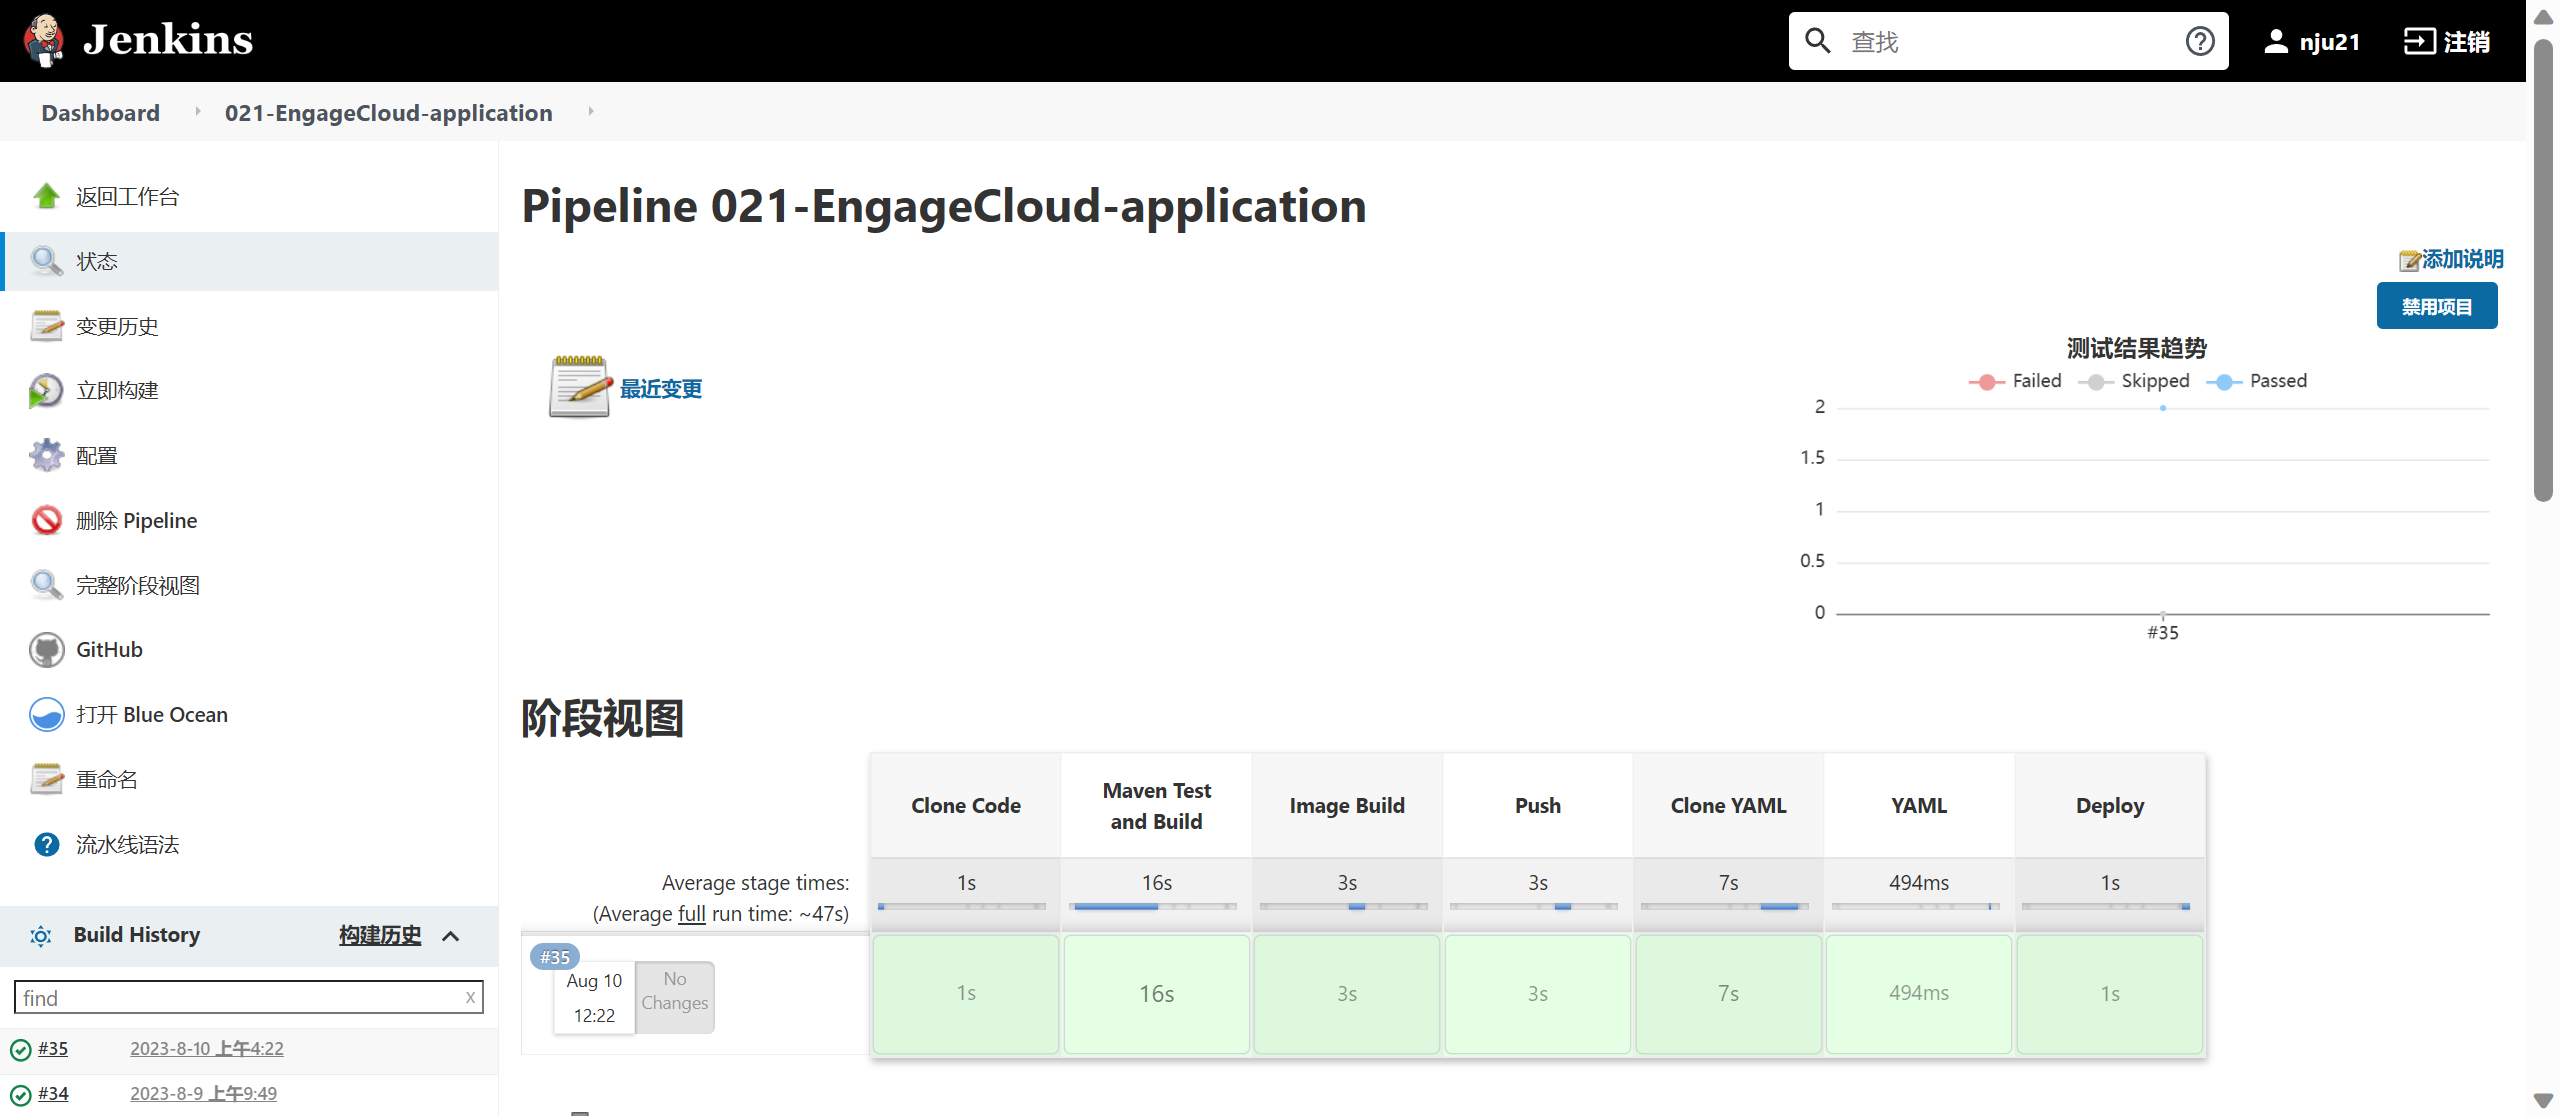 Jenkins
查找
nju21
注销
Dashboard
021-EngageCloud-application
返回工作台
状态
变更历史
立即构建
配置
删除 Pipeline
完整阶段视图
GitHub
打开 Blue Ocean
重命名
流水线语法
Build History
构建历史
find
x
#35
2023-8-10 上午4:22
#34
2023-8-9 上午9:49
Pipeline 021-EngageCloud-application
添加说明
禁用项目
最近变更
测试结果趋势
Failed Skipped Passed
2
1.5
1
0.5
0
#35
阶段视图
Clone Code
Maven Test
and Build
Image Build
Push
Clone YAML
YAML
Deploy
Average stage times:
(Average full run time: ~47s)
1s
16s
3s
3s
7s
494ms
1s
#35
Aug 10
12:22
No
Changes
1s
16s
3s
3s
7s
494ms
1s